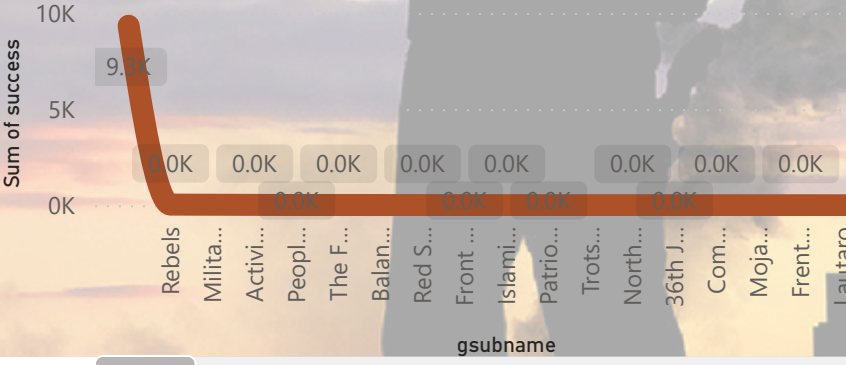 10K
5K
0K
Sum of success
9.3K
0.0K
0.0K
0.0K
0.0K
0.0K
0.0K
0.0K
0.0K
0.0K
0.0K
0.0K
0.0K
Rebels
Milita...
Activi...
Peopl...
The F...
Balan...
Red S...
Front ...
Islami...
Patrio...
Trots...
North...
36th J...
Com...
Moja...
Frent...
Lautaro
gsubname